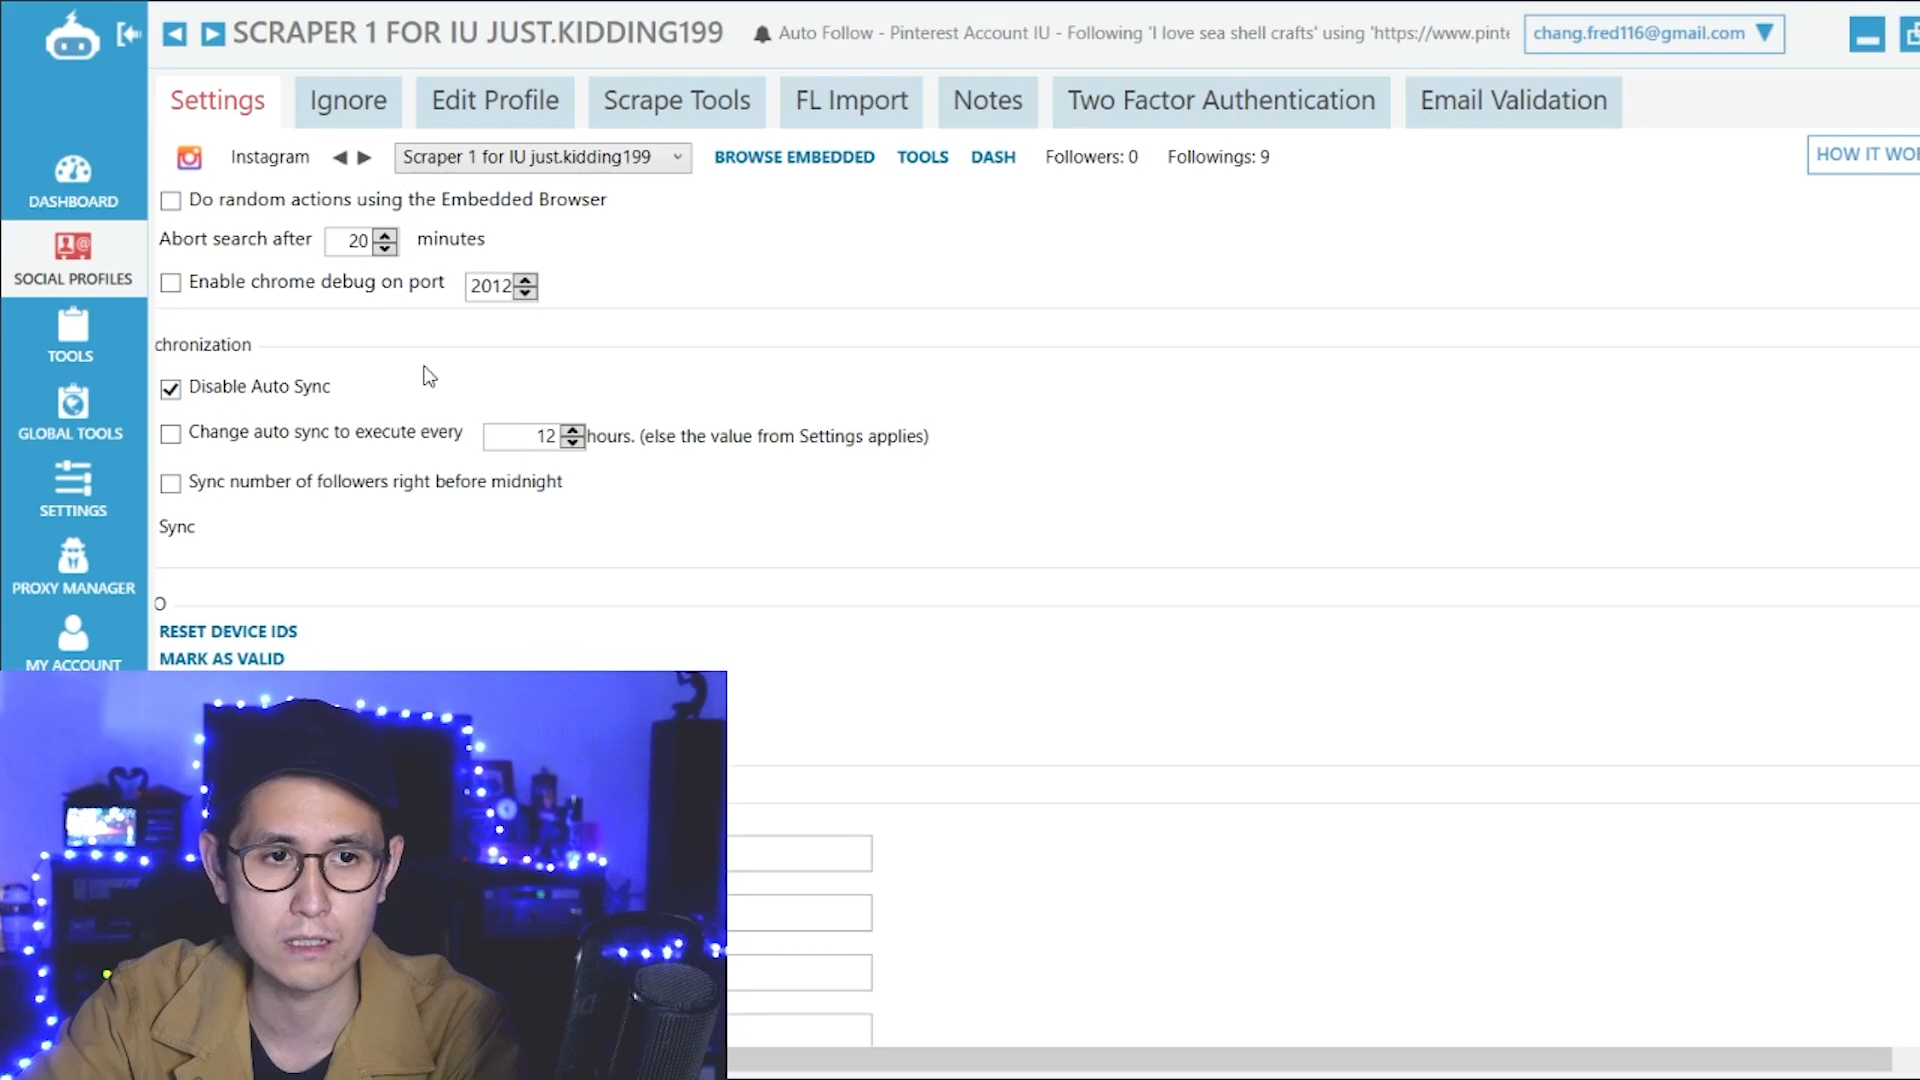 SCRAPER 1 FOR IU JUST.KIDDING199
Auto Follow - Pinterest Account IU - Following 'I love sea shell crafts' using 'https://www.pinte
chang.fred116@gmail.com
Settings
Ignore
Edit Profile
Scrape Tools
FL Import
Notes
Two Factor Authentication
Email Validation
Instagram
Scraper 1 for IU just.kidding199
BROWSE EMBEDDED
TOOLS
DASH
Followers: 0
Followings: 9
HOW IT WO
DASHBOARD
SOCIAL PROFILES
TOOLS
GLOBAL TOOLS
SETTINGS
PROXY MANAGER
MY ACCOUNT
Do random actions using the Embedded Browser
Abort search after 20 minutes
Enable chrome debug on port 2012
chronization
Disable Auto Sync
Change auto sync to execute every 12 hours. (else the value from Settings applies)
Sync number of followers right before midnight
Sync
O
RESET DEVICE IDS
MARK AS VALID